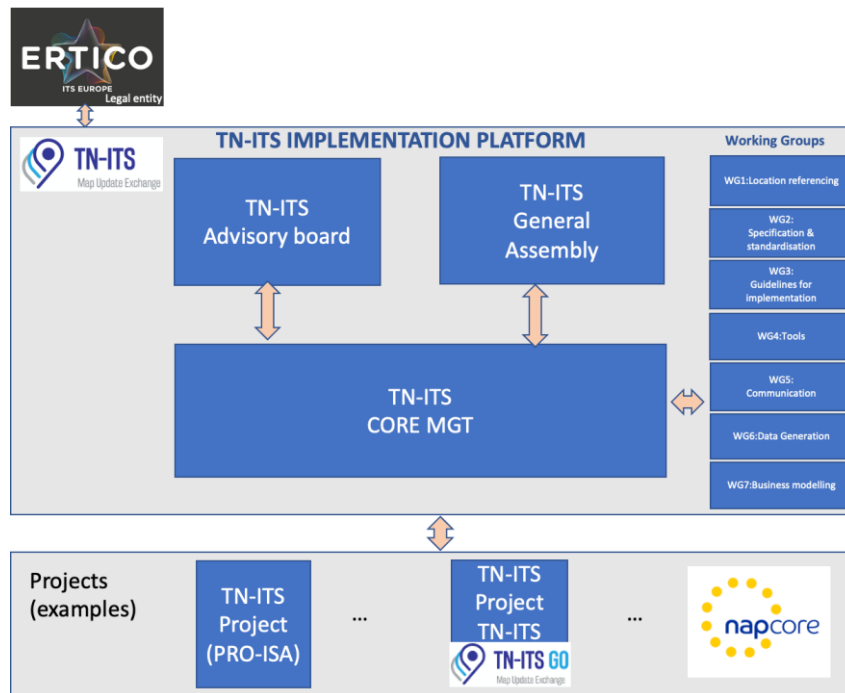 ERTICO
ITS EUROPE
Legal entity
TN-ITS IMPLEMENTATION PLATFORM
Working Groups
TN-ITS
Map Update Exchange
TN-ITS
Advisory board
TN-ITS
General
Assembly
WG1:Location referencing
WG2:
Specification &
standardisation
WG3:
Guidelines for
implementation
WG4:Tools
WG5:
Communication
WG6:Data Generation
WG7:Business modelling
TN-ITS
CORE MGT
Projects
(examples)
TN-ITS
Project
(PRO-ISA)
...
TN-ITS
Project
TN-ITS
TN-ITS GO
Map Update Exchange
...
napcore